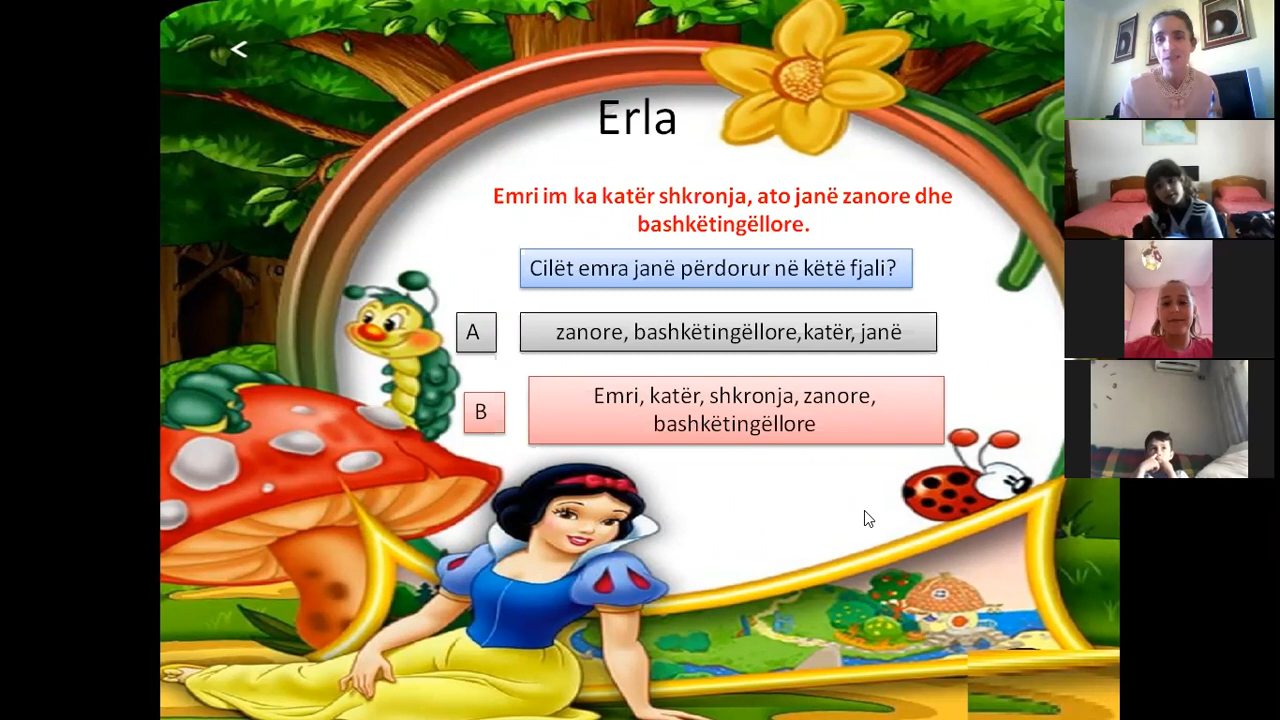 Erla
Emri im ka katër shkronja, ato janë zanore dhe
bashkëtingëllore.
Cilët emra janë përdorur në këtë fjali?
A
zanore, bashkëtingëllore,katër, janë
B
Emri, katër, shkronja, zanore,
bashkëtingëllore